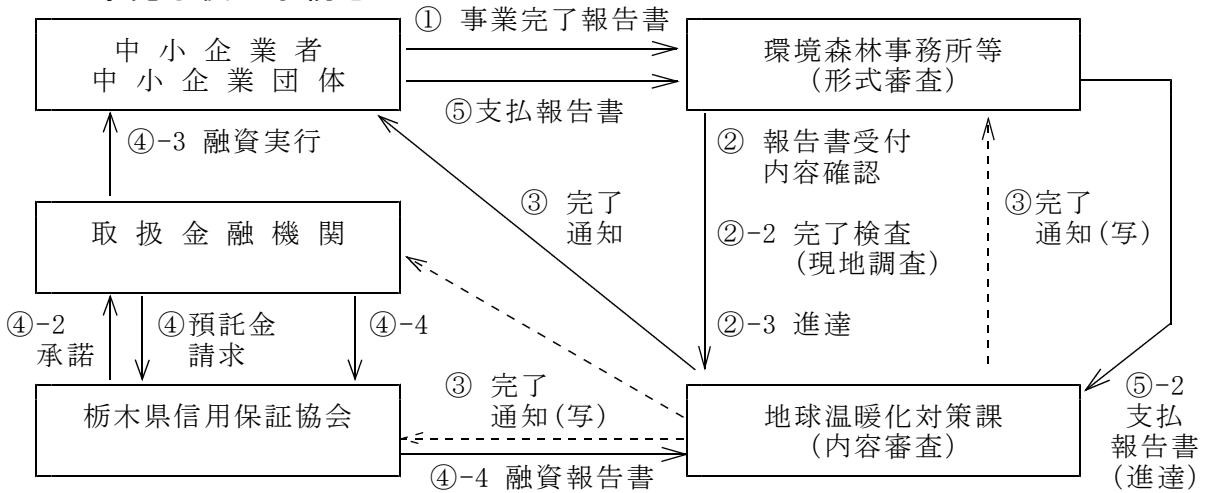 ① 事業完了報告書
中 小 企 業 者
中 小 企 業 団 体
環境森林事務所等
(形式審査)
⑤支払報告書
④-3 融資実行
② 報告書受付
内容確認
③ 完了
通知
③完了
通知(写)
取 扱 金 融 機 関
②-2 完了検査
(現地調査)
④-2
承諾
④預託金
請求
④-4
②-3 進達
栃木県信用保証協会
③ 完了
通知(写)
地球温暖化対策課
(内容審査)
⑤-2
支払
報告書
(進達)
④-4 融資報告書